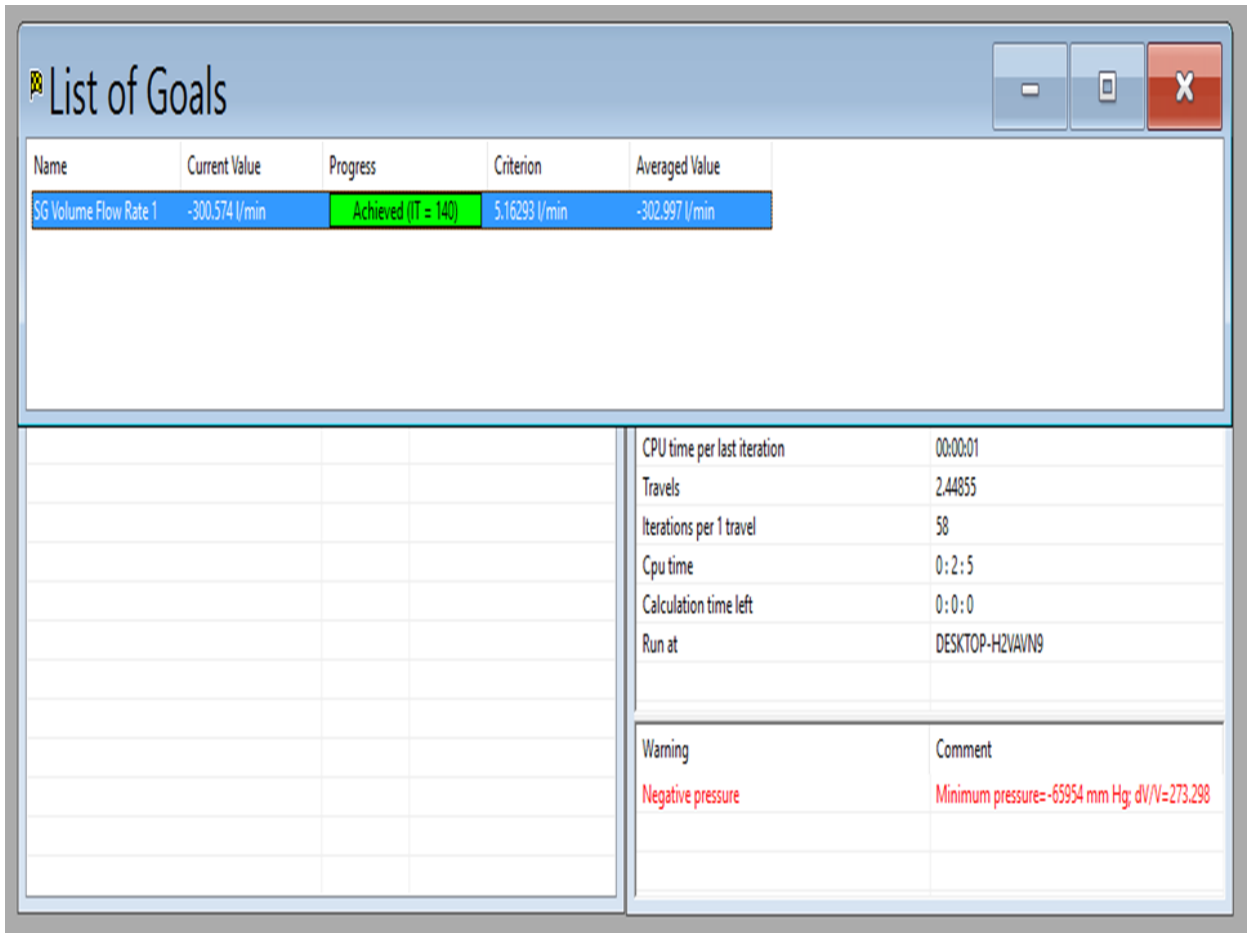 List of Goals
Name Current Value Progress Criterion Averaged Value
SG Volume Flow Rate 1 -300.574 l/min Achieved (IT = 140) 5.16293 l/min -302.997 l/min
CPU time per last iteration 00:00:01
Travels 2.44855
Iterations per 1 travel 58
Cpu time 0 : 2 : 5
Calculation time left 0 : 0 : 0
Run at DESKTOP-H2VAVN9
Warning Comment
Negative pressure Minimum pressure=-65954 mm Hg; dV/V=273.298